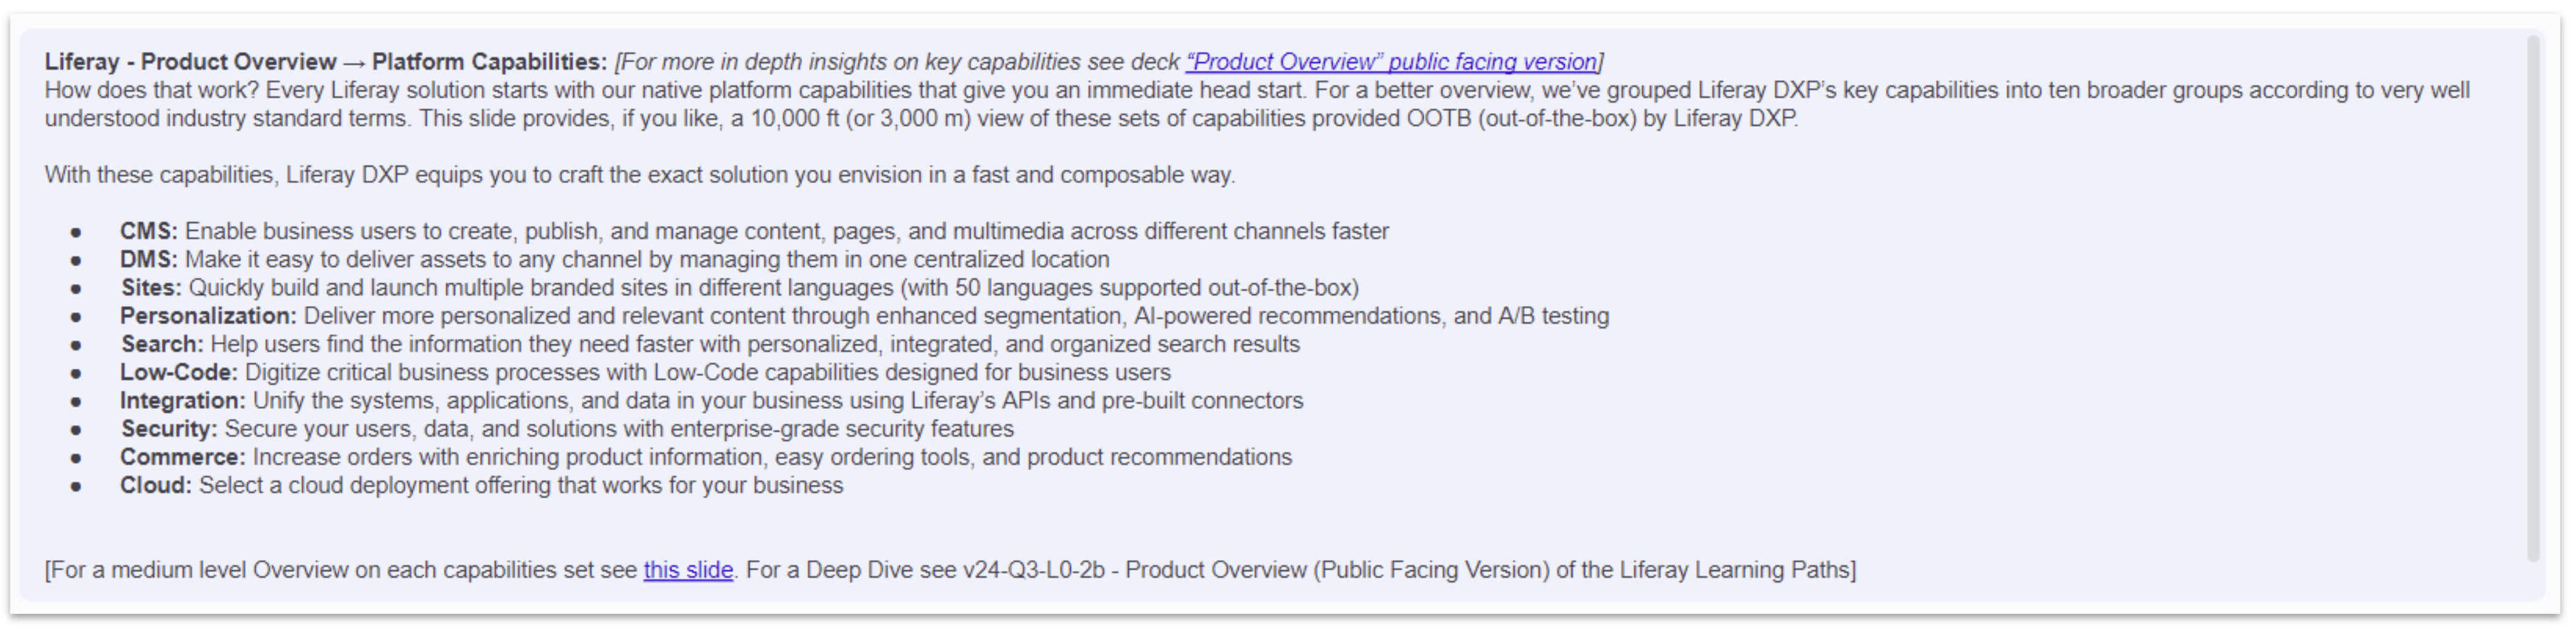 Liferay - Product Overview → Platform Capabilities: [For more in depth insights on key capabilities see deck “Product Overview” public facing version]
How does that work? Every Liferay solution starts with our native platform capabilities that give you an immediate head start. For a better overview, we’ve grouped Liferay DXP’s key capabilities into ten broader groups according to very well
understood industry standard terms. This slide provides, if you like, a 10,000 ft (or 3,000 m) view of these sets of capabilities provided OOTB (out-of-the-box) by Liferay DXP.
With these capabilities, Liferay DXP equips you to craft the exact solution you envision in a fast and composable way.
● CMS: Enable business users to create, publish, and manage content, pages, and multimedia across different channels faster
● DMS: Make it easy to deliver assets to any channel by managing them in one centralized location
● Sites: Quickly build and launch multiple branded sites in different languages (with 50 languages supported out-of-the-box)
● Personalization: Deliver more personalized and relevant content through enhanced segmentation, AI-powered recommendations, and A/B testing
● Search: Help users find the information they need faster with personalized, integrated, and organized search results
● Low-Code: Digitize critical business processes with Low-Code capabilities designed for business users
● Integration: Unify the systems, applications, and data in your business using Liferay’s APIs and pre-built connectors
● Security: Secure your users, data, and solutions with enterprise-grade security features
● Commerce: Increase orders with enriching product information, easy ordering tools, and product recommendations
● Cloud: Select a cloud deployment offering that works for your business
[For a medium level Overview on each capabilities set see this slide. For a Deep Dive see v24-Q3-L0-2b - Product Overview (Public Facing Version) of the Liferay Learning Paths]